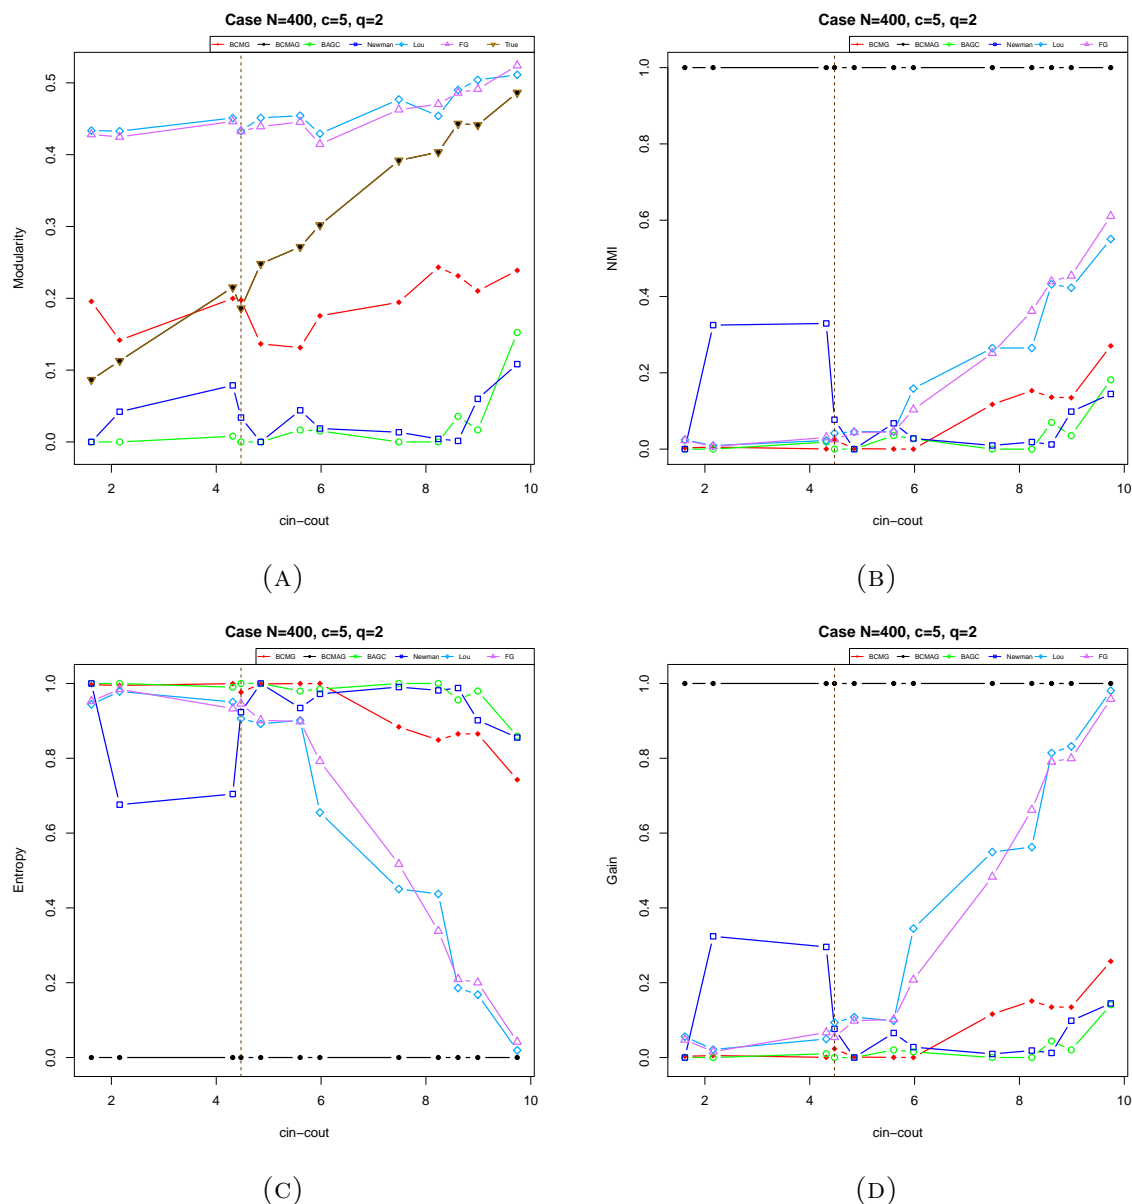 Case N=400, c=5, q=2
BCMG BCMAG BAGC Newman Lou FG True
Modularity
0.5
0.4
0.3
0.2
0.1
0.0
2 4 6 8 10
cin−cout
(A)
Case N=400, c=5, q=2
BCMG BCMAG BAGC Newman Lou FG
NMI
1.0
0.8
0.6
0.4
0.2
0.0
2 4 6 8 10
cin−cout
(B)
Case N=400, c=5, q=2
BCMG BCMAG BAGC Newman Lou FG
Entropy
1.0
0.8
0.6
0.4
0.2
0.0
2 4 6 8 10
cin−cout
(C)
Case N=400, c=5, q=2
BCMG BCMAG BAGC Newman Lou FG
Gain
1.0
0.8
0.6
0.4
0.2
0.0
2 4 6 8 10
cin−cout
(D)